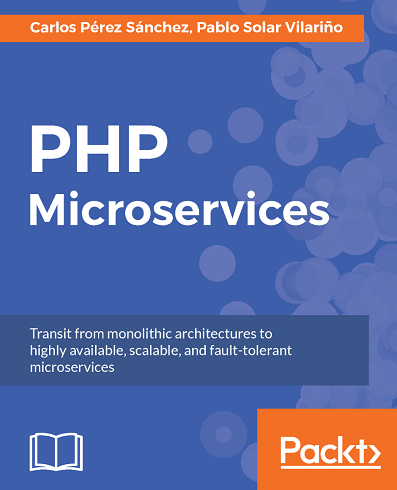 Carlos Pérez Sánchez, Pablo Solar Vilariño
PHP
Microservices
Transit from monolithic architectures to
highly available, scalable, and fault-tolerant
microservices
Packt>